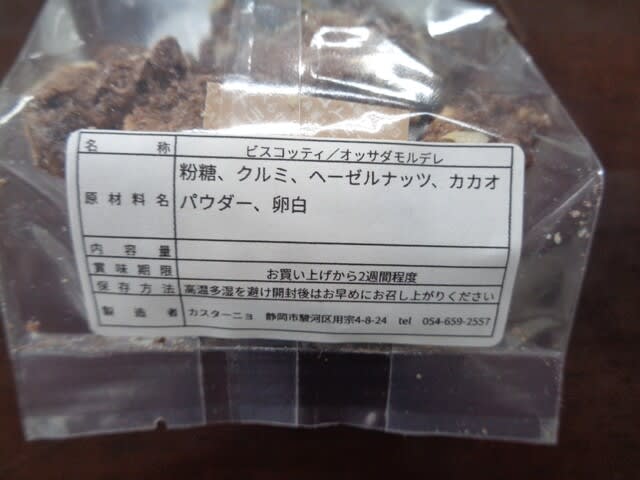 名称 ビスコッティ／オッサダモルデレ
原材料名 粉糖、クルミ、ヘーゼルナッツ、カカオ
パウダー、卵白
内容量
賞味期限 お買い上げから2週間程度
保存方法 高温多湿を避け開封後はお早めにお召し上がりください
製造者 カスターニョ 静岡市駿河区用宗4-8-24 tel 054-659-2557